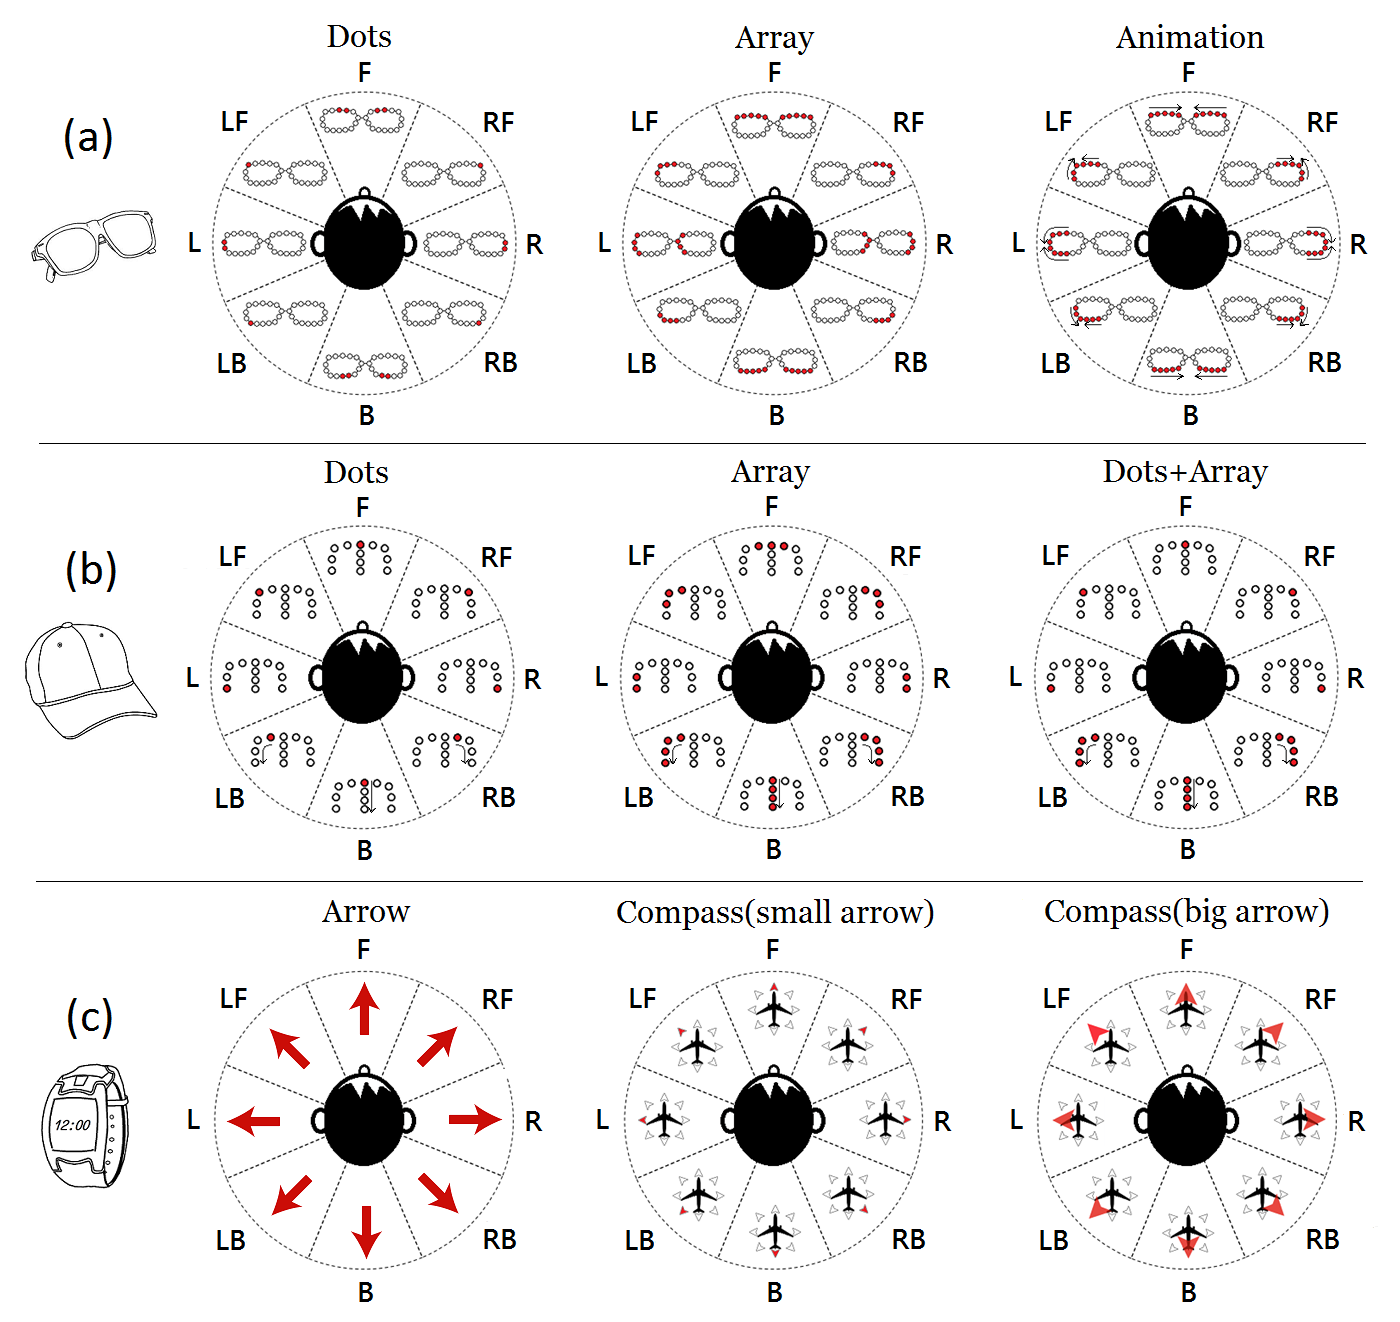 Dots Array Animation
F F F
(a) LF RF LF RF LF RF
L R L R L R
LB RB LB RB LB RB
B B B
Dots Array Dots+Array
F F F
(b) LF RF LF RF LF RF
L R L R L R
LB RB LB RB LB RB
B B B
Arrow Compass(small arrow) Compass(big arrow)
F F F
(c) LF RF LF RF LF RF
12:00 L R L R L R
LB RB LB RB LB RB
B B B